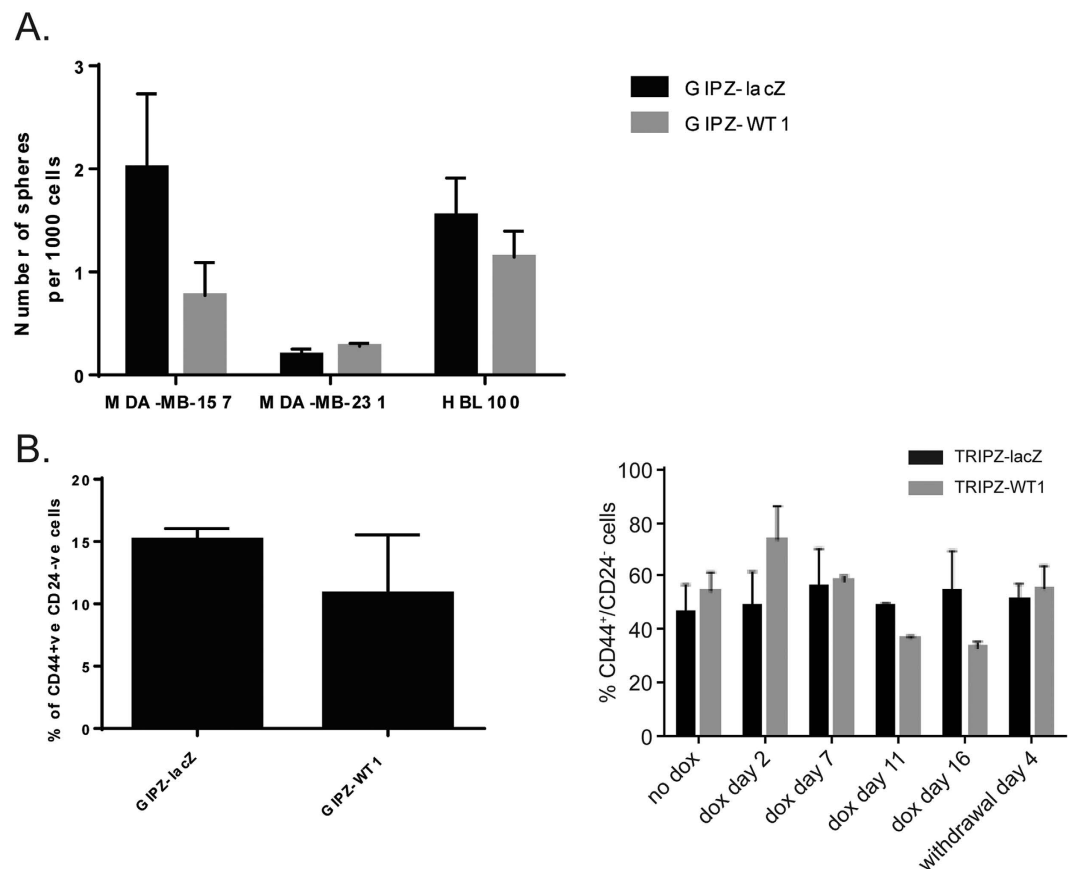 A.
3
2
1
0
Number of spheres
per 1000 cells
MDA-MB-157
MDA-MB-231
HBL100
GIPZ-lacZ
GIPZ-WT1
B.
20
15
10
5
0
% of CD44+ve CD24-ve cells
GIPZ-lacZ
GIPZ-WT1
100
80
60
40
20
0
% CD44⁺/CD24⁻ cells
TRIPZ-lacZ
TRIPZ-WT1
no dox
dox day 2
dox day 7
dox day 11
dox day 16
withdrawal day 4